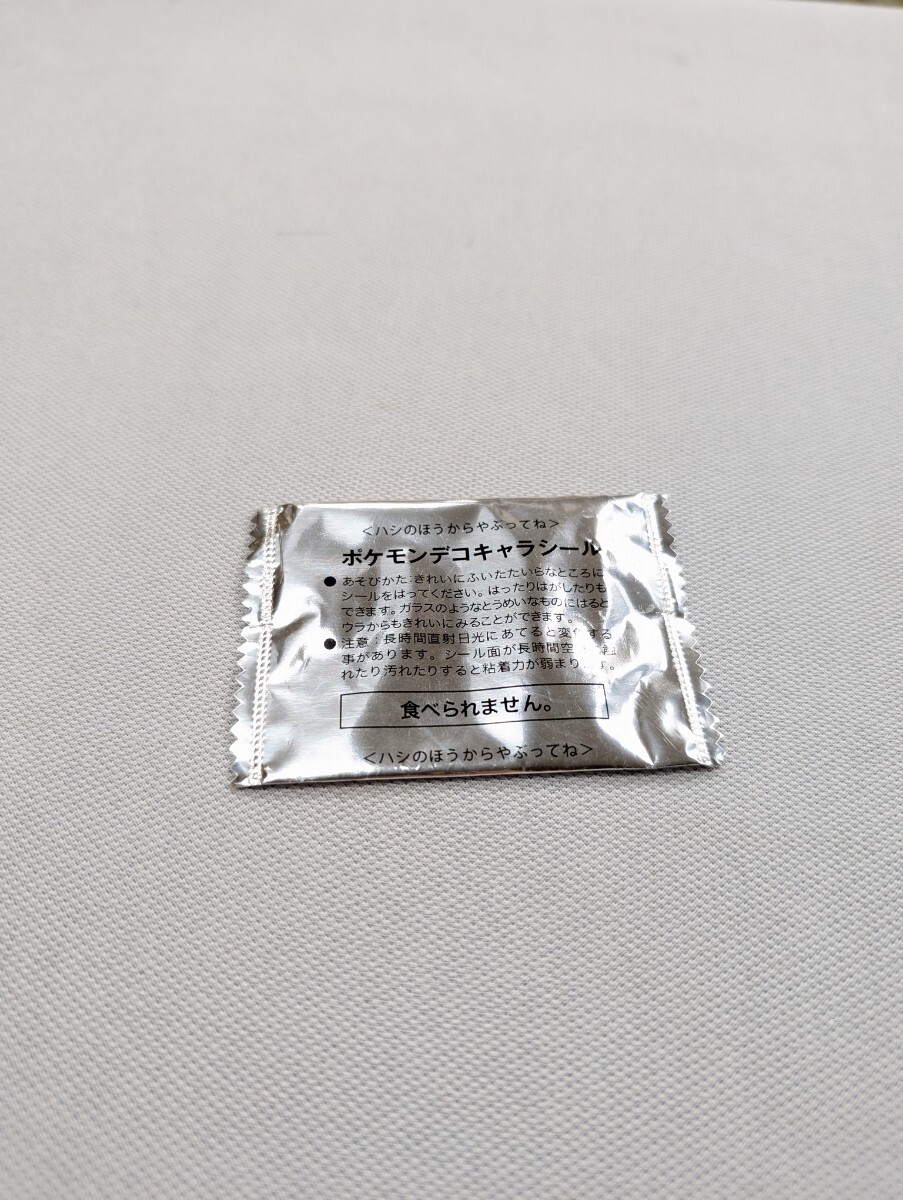 <ハシのほうからやぶってね>
ポケモンデコキャラシール
● あそびかた:きれいにふいたたいらなところに
シールをはってください。はったりはがしたりも
できます。ガラスのようなとうめいなものにはると
ウラからもきれいにみることができます。
● 注意:長時間直射日光にあてると変 する
事があります。シール面が長時間空
れたり汚れたりすると粘着力が弱まり す。
食べられません。
<ハシのほうからやぶってね>